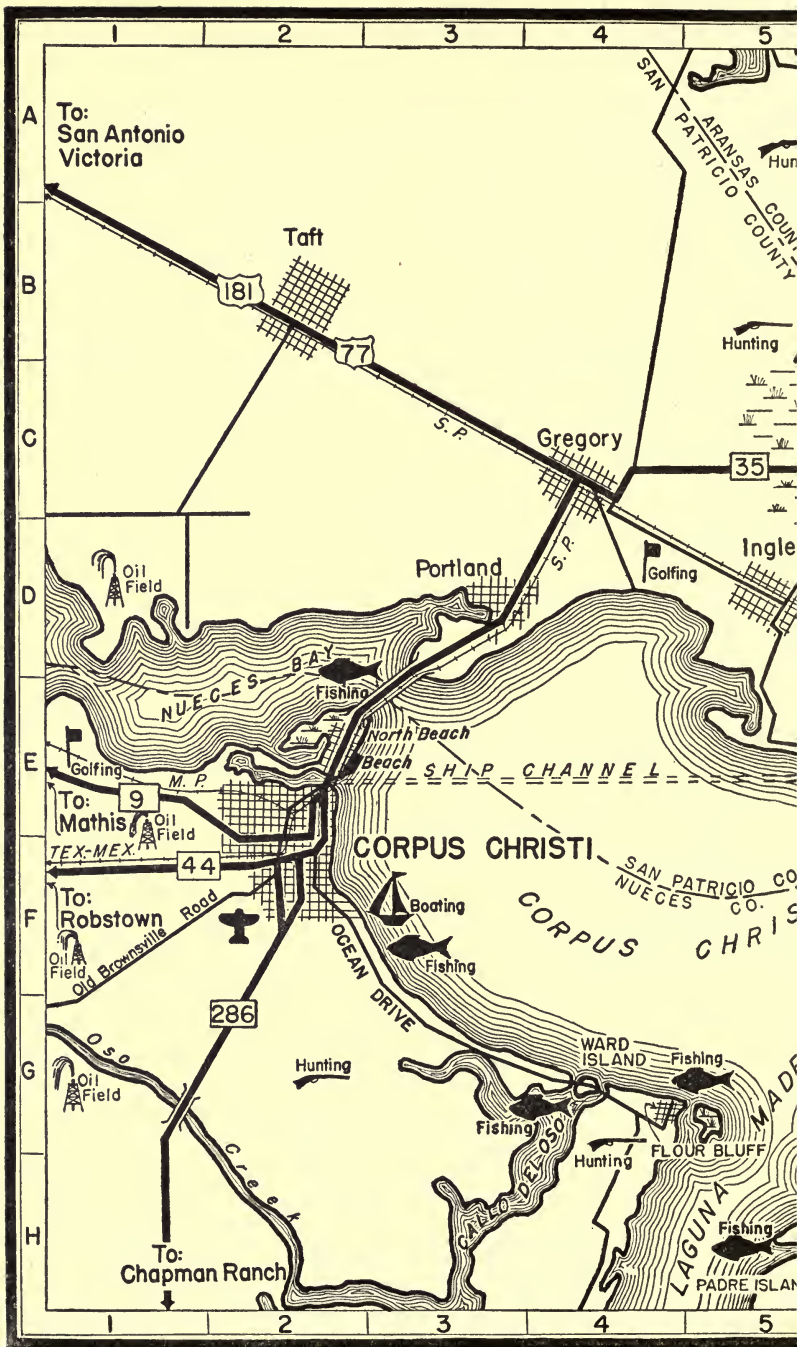 1 2 3 4 5
A
B
C
D
E
F
G
H
To:
San Antonio
Victoria
SAN PATRICIO COUNTY
ARANSAS COUNTY
Hun
Taft
181
77
Hunting
S. P.
Gregory
35
S. P.
Portland
Golfing
Ingle
Oil
Field
NUECES BAY
Fishing
North Beach
Beach
SHIP CHANNEL
Golfing
M. P.
9
To:
Mathis
Oil
Field
TEX-MEX.
44
CORPUS CHRISTI
SAN PATRICIO CO.
NUECES CO.
CORPUS CHRIS
To:
Robstown
Boating
Old Brownsville Road
Oil
Field
Fishing
OCEAN DRIVE
286
Oso Creek
Oil
Field
Hunting
WARD
ISLAND
Fishing
Fishing
MADE
Hunting
FLOUR BLUFF
CALLO DEL OSO
LAGUNA
Fishing
To:
Chapman Ranch
PADRE ISLAN
1 2 3 4 5